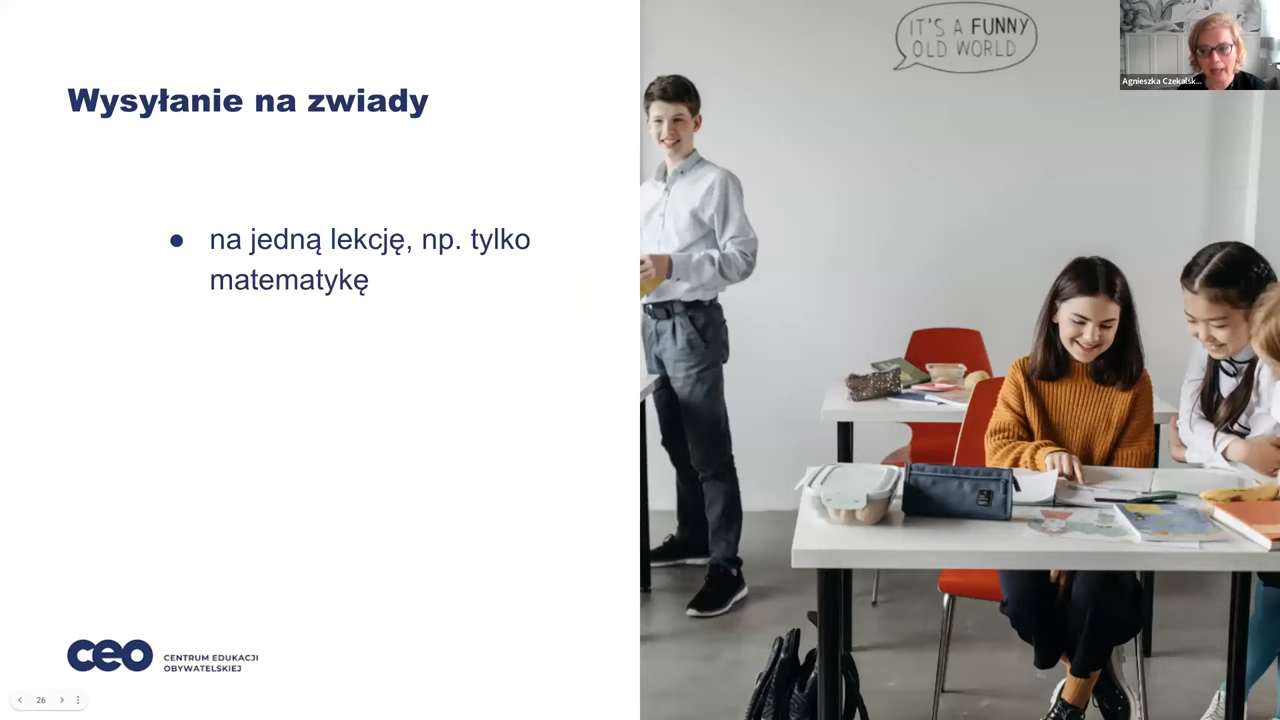 IT'S A FUNNY
OLD WORLD
Agnieszka Czekalsk...
Wysyłanie na zwiady
● na jedną lekcję, np. tylko
matematykę
ceo CENTRUM EDUKACJI
OBYWATELSKIEJ
26